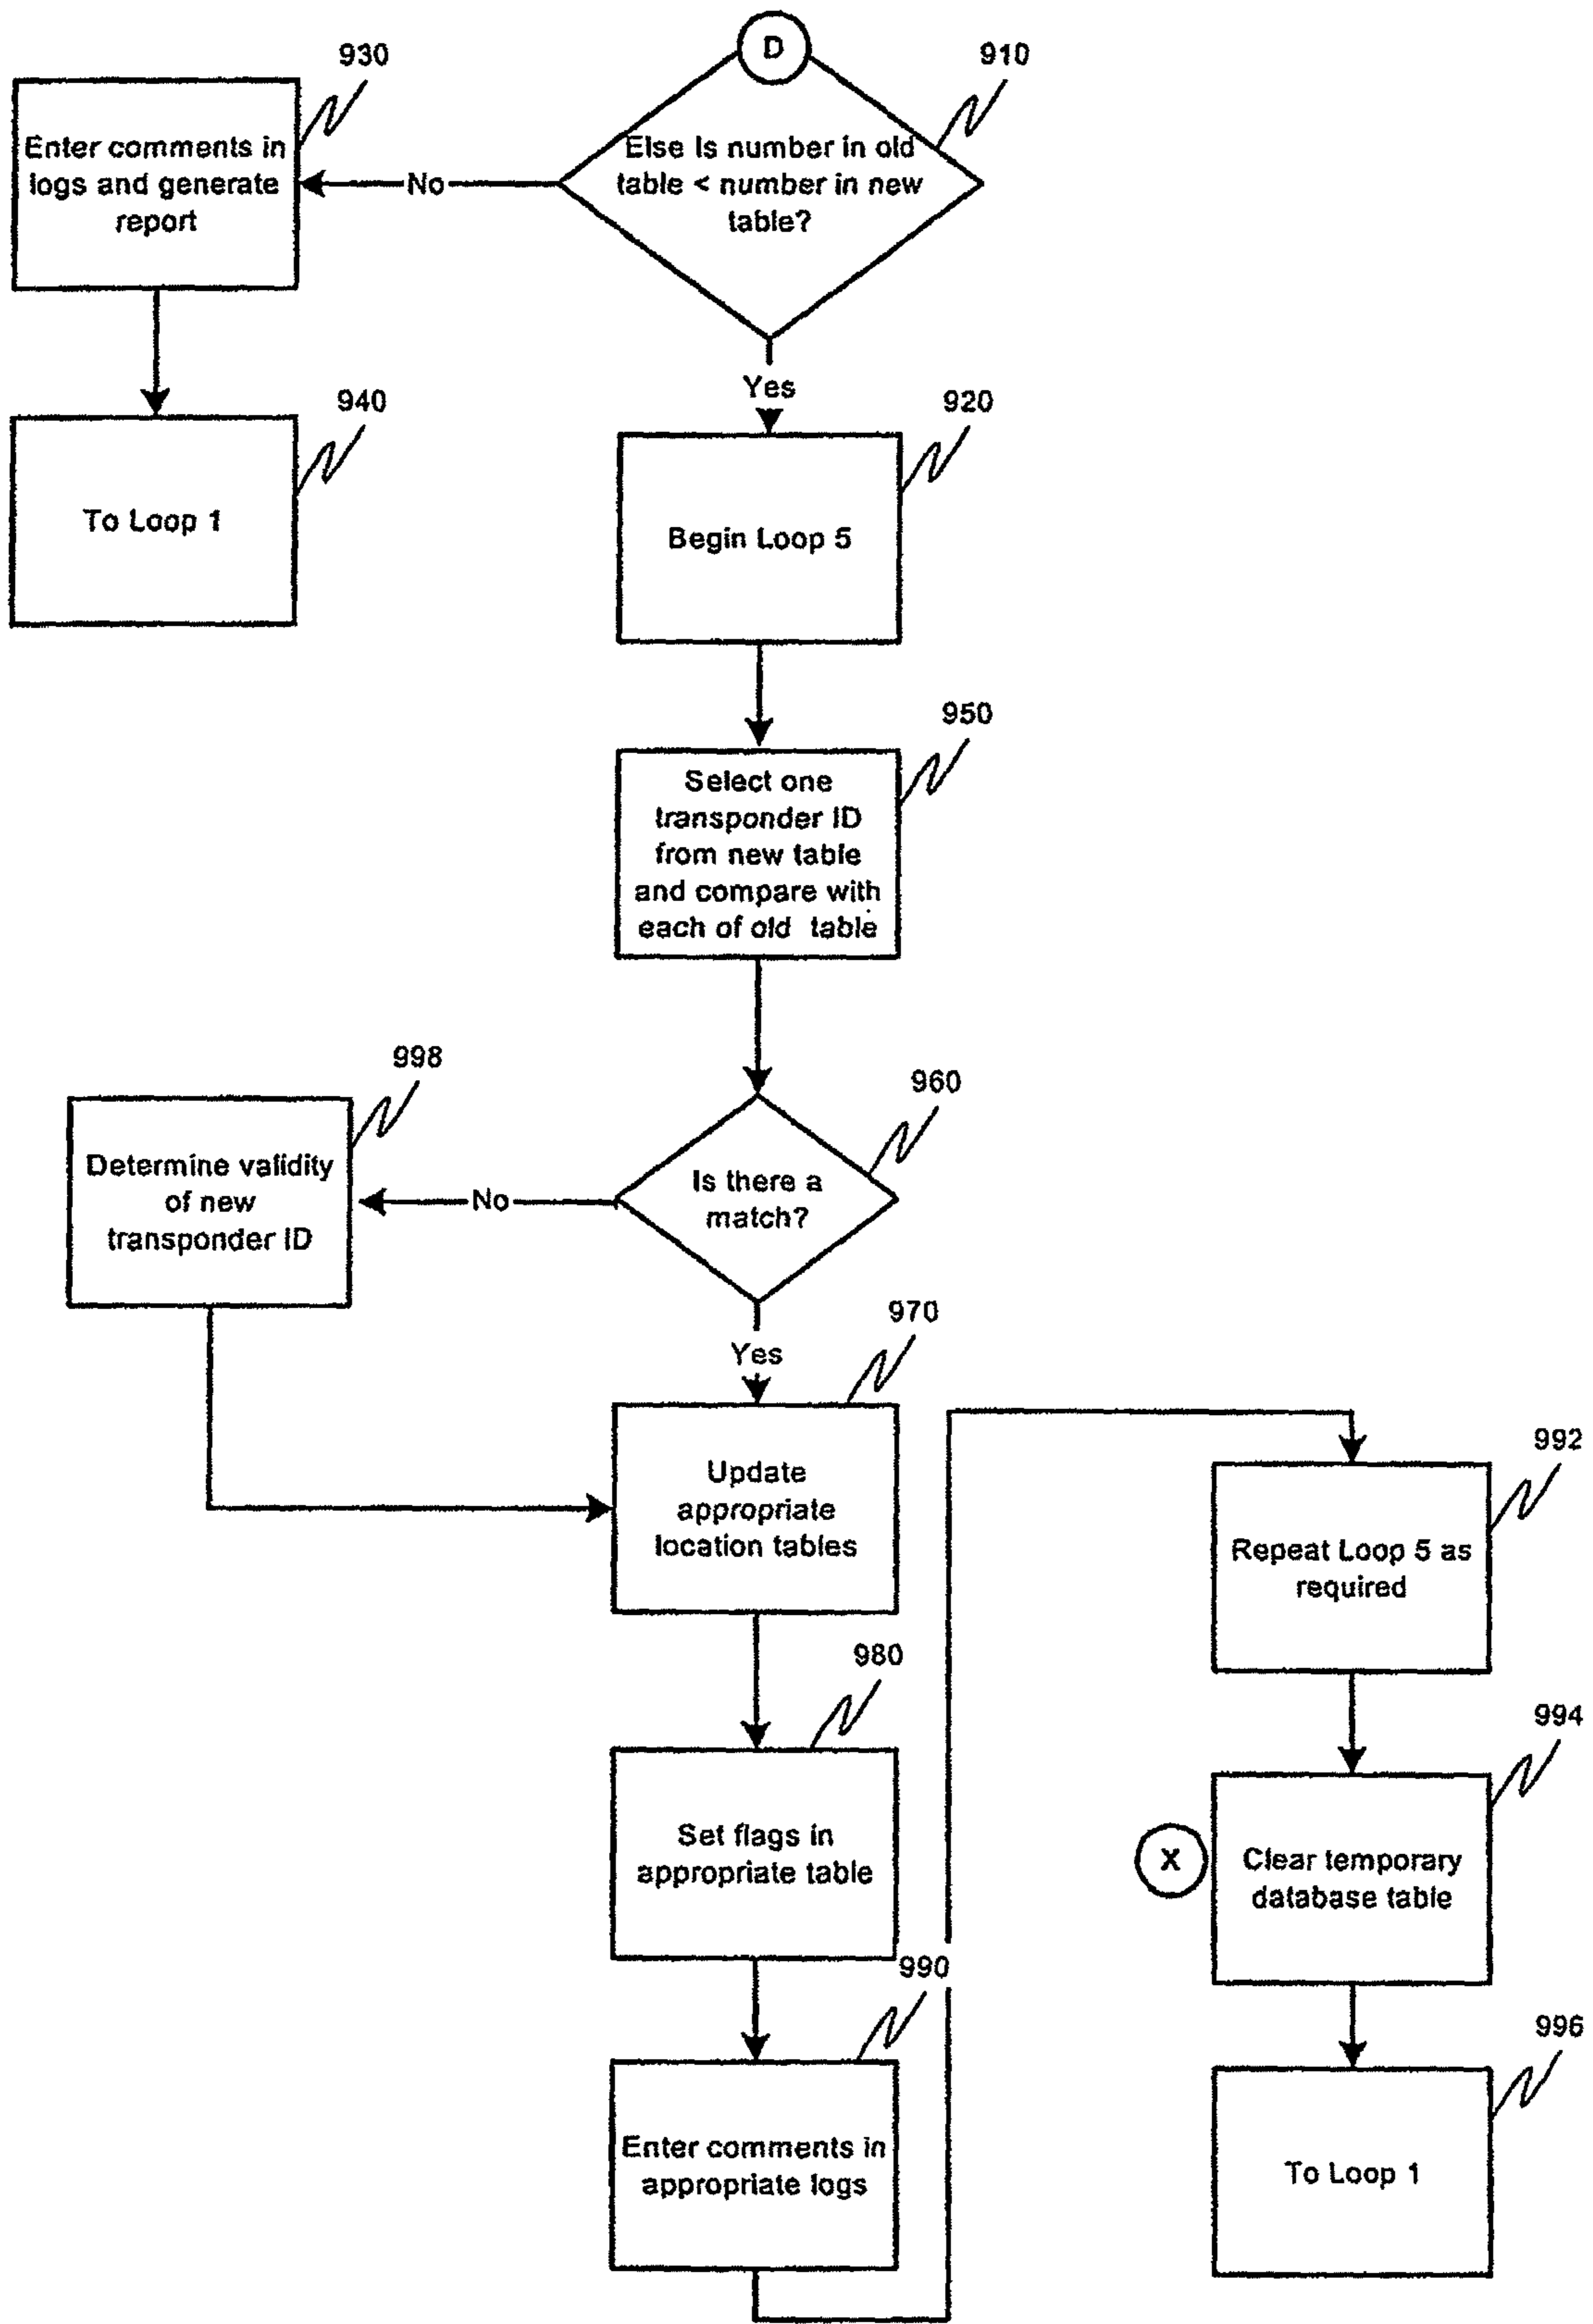 D
910
930
Else Is number in old
table < number in new
table?
No
Enter comments in
logs and generate
report
Yes
940
To Loop 1
920
Begin Loop 5
950
Select one
transponder ID
from new table
and compare with
each of old table
960
Is there a
match?
No
998
Determine validity
of new
transponder ID
Yes
970
Update
appropriate
location tables
980
Set flags in
appropriate table
990
Enter comments in
appropriate logs
992
Repeat Loop 5 as
required
994
X
Clear temporary
database table
996
To Loop 1